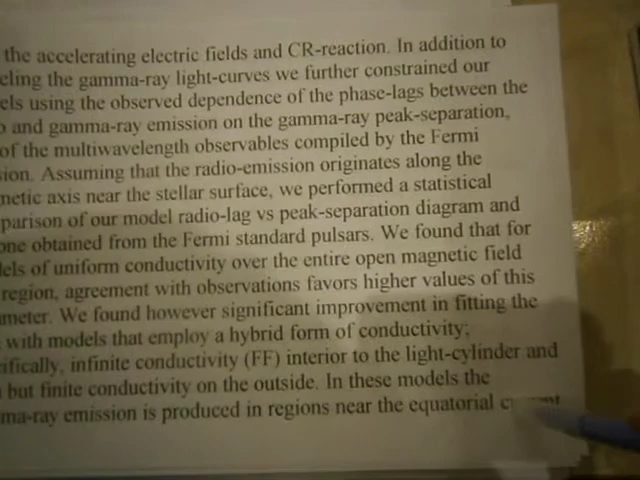 the accelerating electric fields and CR-reaction. In addition to
eling the gamma-ray light-curves we further constrained our
els using the observed dependence of the phase-lags between the
o and gamma-ray emission on the gamma-ray peak-separation,
of the multiwavelength observables compiled by the Fermi
ion. Assuming that the radio-emission originates along the
netic axis near the stellar surface, we performed a statistical
parison of our model radio-lag vs peak-separation diagram and
one obtained from the Fermi standard pulsars. We found that for
els of uniform conductivity over the entire open magnetic field
region, agreement with observations favors higher values of this
ameter. We found however significant improvement in fitting the
with models that employ a hybrid form of conductivity;
ifically, infinite conductivity (FF) interior to the light-cylinder and
but finite conductivity on the outside. In these models the
ma-ray emission is produced in regions near the equatorial